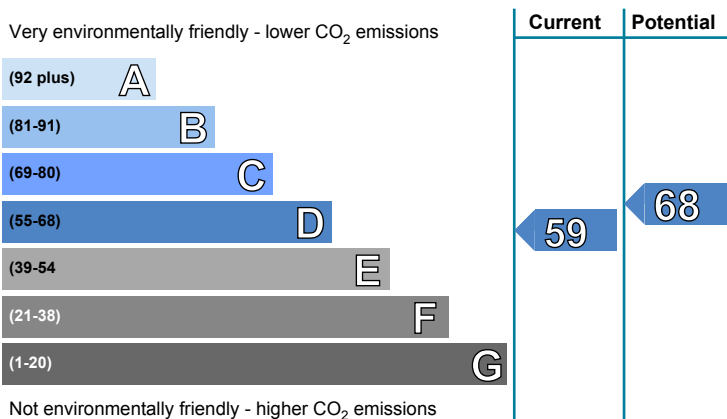 Very environmentally friendly - lower CO2 emissions
Current
Potential
(92 plus) A
(81-91) B
(69-80) C
(55-68) D
(39-54 E
(21-38) F
(1-20) G
59
68
Not environmentally friendly - higher CO2 emissions